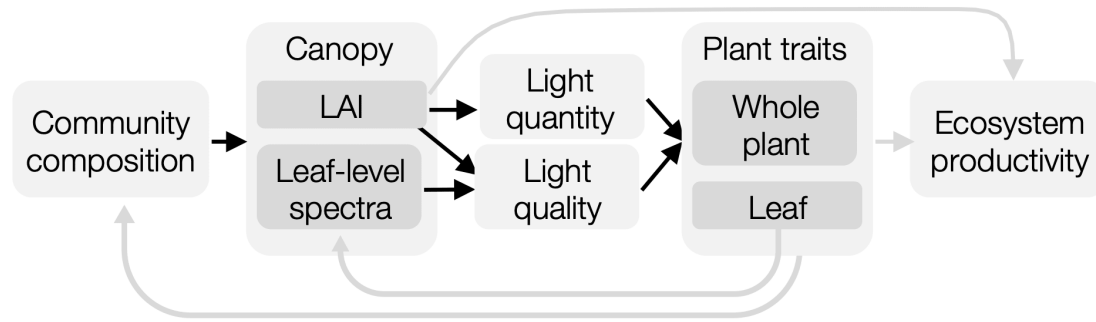 Community
composition
Canopy
LAI
Leaf-level
spectra
Light
quantity
Light
quality
Plant traits
Whole
plant
Leaf
Ecosystem
productivity